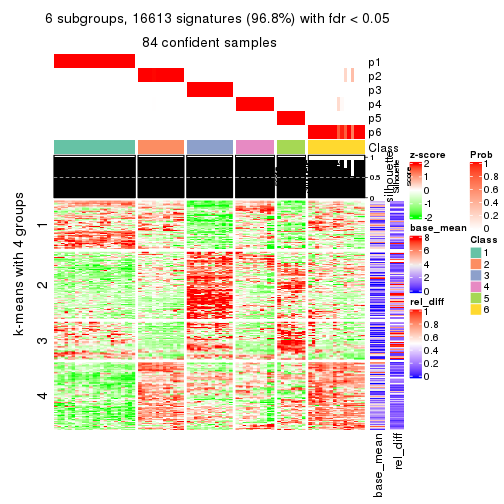 6 subgroups, 16613 signatures (96.8%) with fdr < 0.05
84 confident samples
p1
p2
p3
p4
p5
p6
Class
1
0.5
0
silhouette
Silhouette
score
k-means with 4 groups
1
2
3
4
base_mean
rel_diff
z-score
2
1
0
-1
-2
base_mean
8
6
4
2
0
rel_diff
1
0.8
0.6
0.4
0.2
0
Prob
1
0.8
0.6
0.4
0.2
0
Class
1
2
3
4
5
6